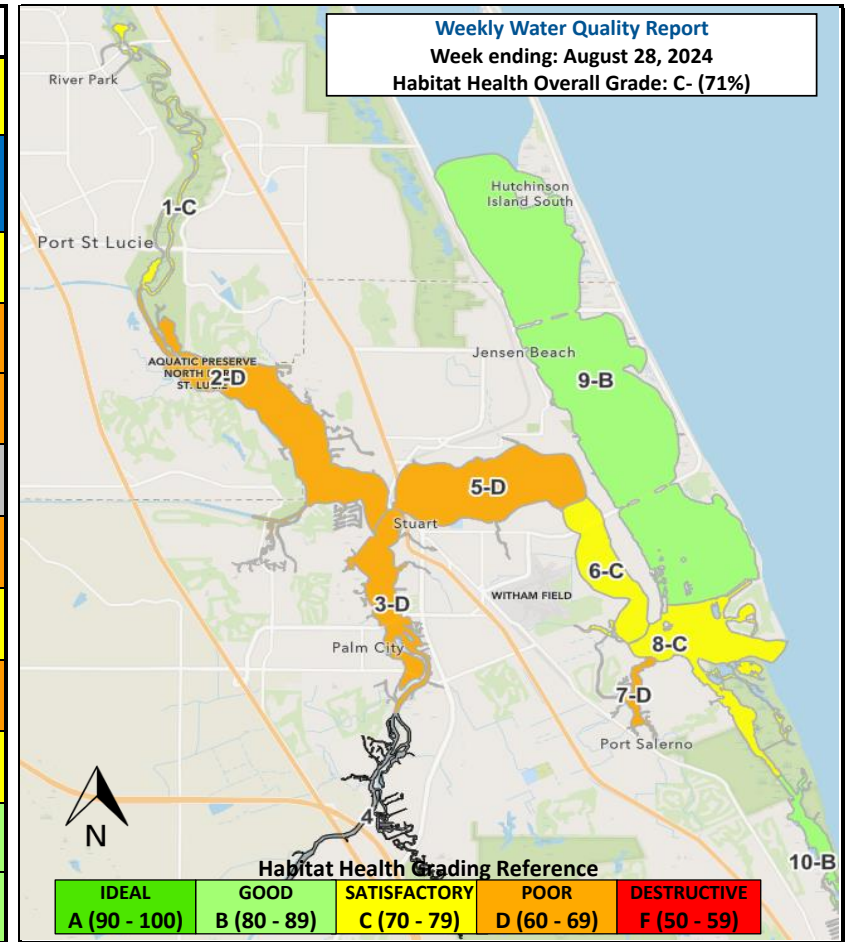 Weekly Water Quality Report
Week ending: August 28, 2024
Habitat Health Overall Grade: C- (71%)
River Park
Hutchinson
Island South
1-C
Port St Lucie
Jensen Beach
AQUATIC PRESERVE
NORTH
ST.
2-D
9-B
5-D
Stuart
6-C
WITHAM FIELD
3-D
Palm City
8-C
7-D
Port Salerno
4
N
10-B
Habitat Health Grading Reference
IDEAL
A (90 - 100)
GOOD
B (80 - 89)
SATISFACTORY
C (70 - 79)
POOR
D (60 - 69)
DESTRUCTIVE
F (50 - 59)